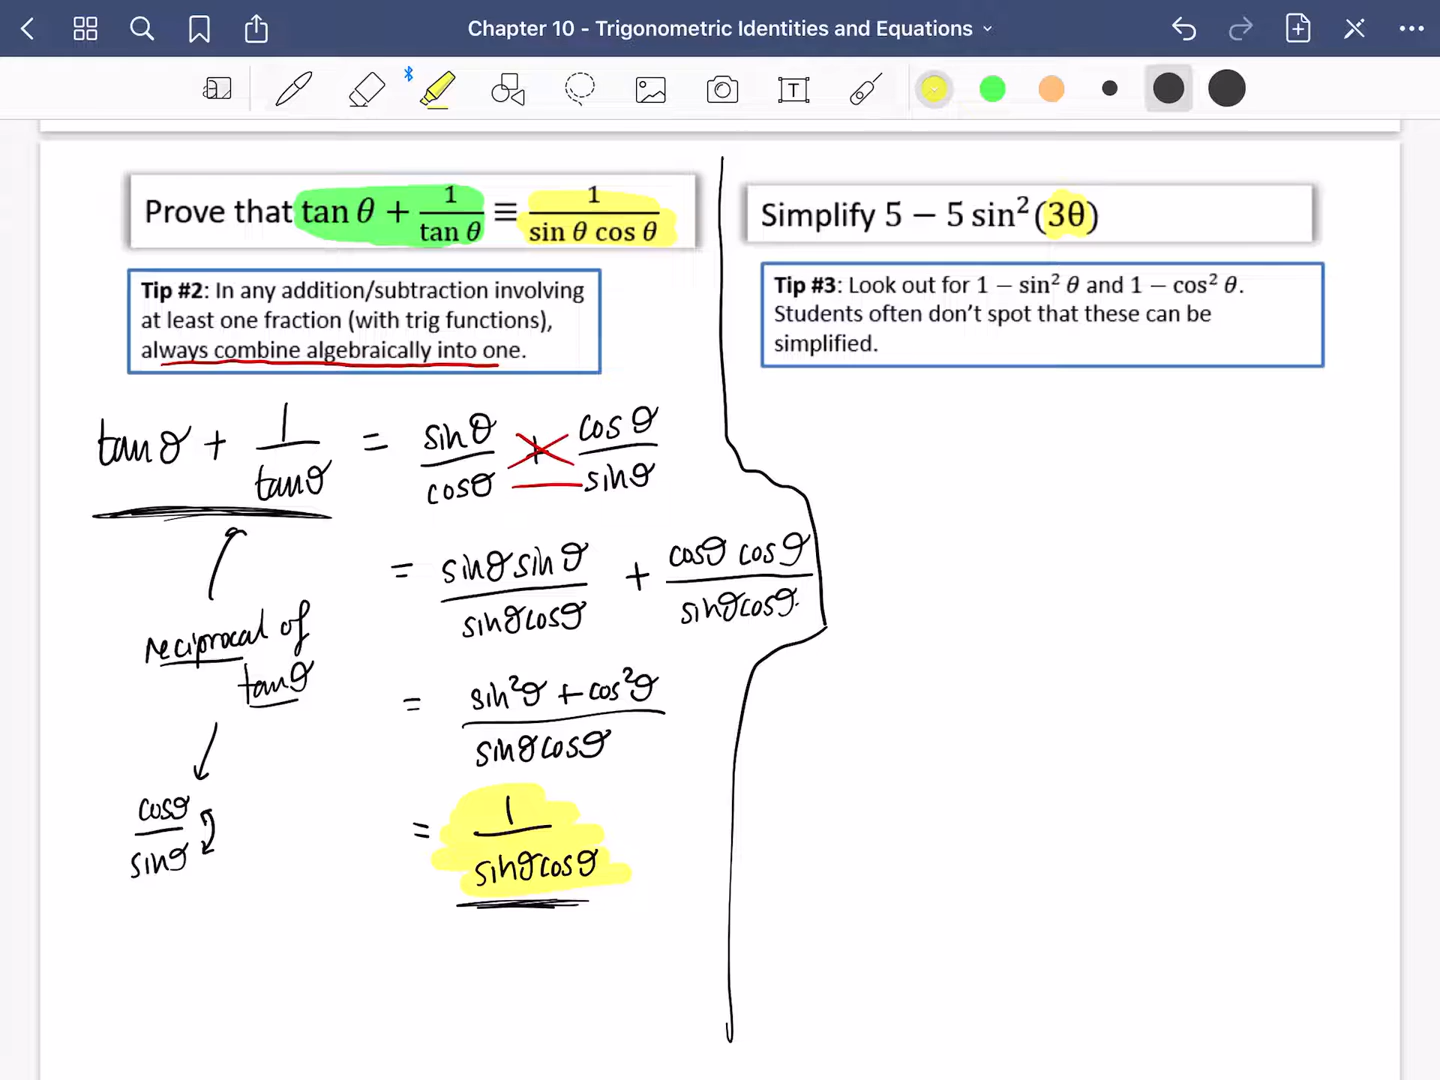 Chapter 10 - Trigonometric Identities and Equations
Prove that tan θ + 1/tan θ ≡ 1/(sin θ cos θ)
Tip #2: In any addition/subtraction involving
at least one fraction (with trig functions),
always combine algebraically into one.
tanθ + 1/tanθ = sinθ/cosθ + cosθ/sinθ
= sinθ sinθ/(sinθcosθ) + cosθ cosθ/(sinθcosθ)
reciprocal of
tanθ
= (sin²θ + cos²θ)/(sinθcosθ)
cosθ/sinθ
= 1/(sinθcosθ)
Simplify 5 − 5 sin²(3θ)
Tip #3: Look out for 1 − sin² θ and 1 − cos² θ.
Students often don't spot that these can be
simplified.